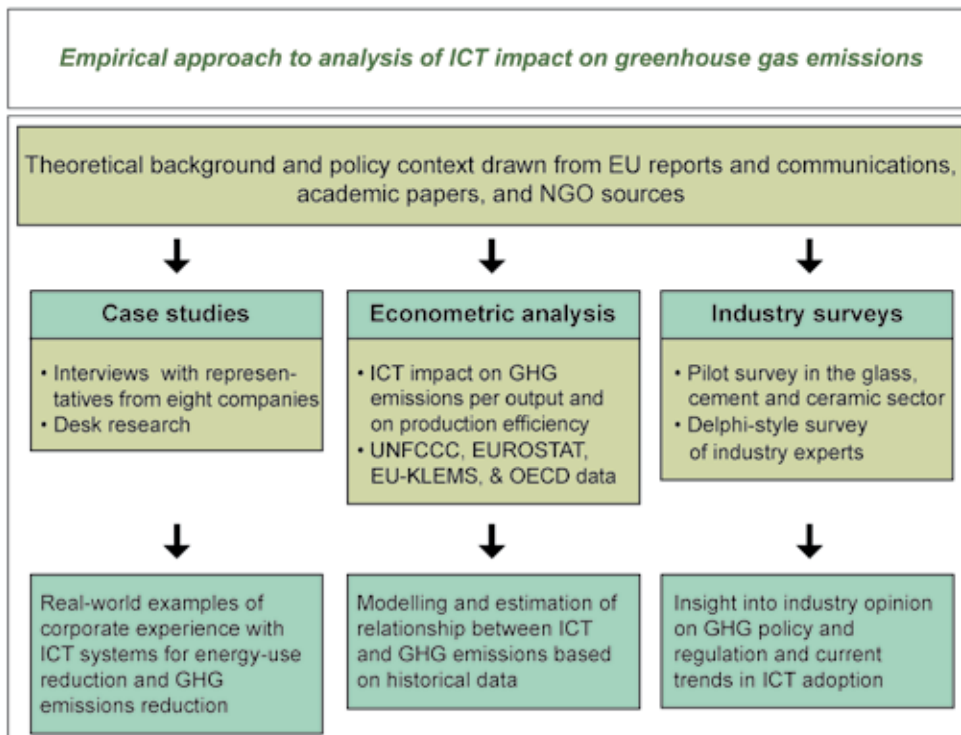 Empirical approach to analysis of ICT impact on greenhouse gas emissions
Theoretical background and policy context drawn from EU reports and communications,
academic papers, and NGO sources
Case studies
• Interviews with represen-
tatives from eight companies
• Desk research
Real-world examples of
corporate experience with
ICT systems for energy-use
reduction and GHG
emissions reduction
Econometric analysis
• ICT impact on GHG
emissions per output and
on production efficiency
• UNFCCC, EUROSTAT,
EU-KLEMS, & OECD data
Modelling and estimation of
relationship between ICT
and GHG emissions based
on historical data
Industry surveys
• Pilot survey in the glass,
cement and ceramic sector
• Delphi-style survey
of industry experts
Insight into industry opinion
on GHG policy and
regulation and current
trends in ICT adoption